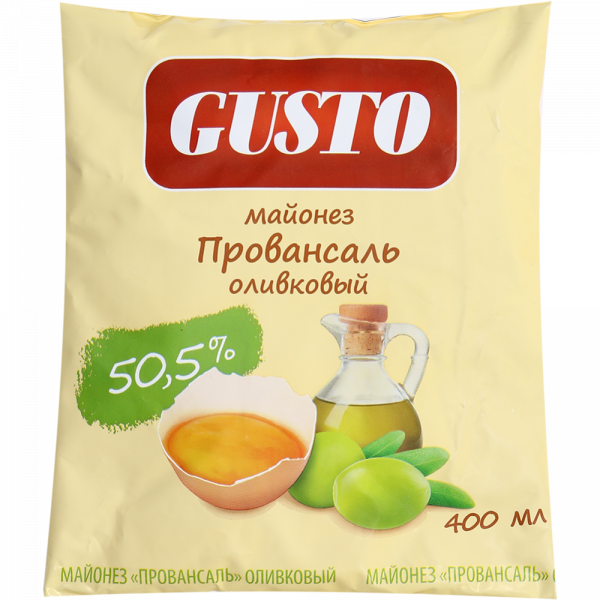 GUSTO
майонез
Провансаль
оливковый
50,5%
400 мл
МАЙОНЕЗ «ПРОВАНСАЛЬ» ОЛИВКОВЫЙ МАЙОНЕЗ «ПРОВАНСАЛЬ» О